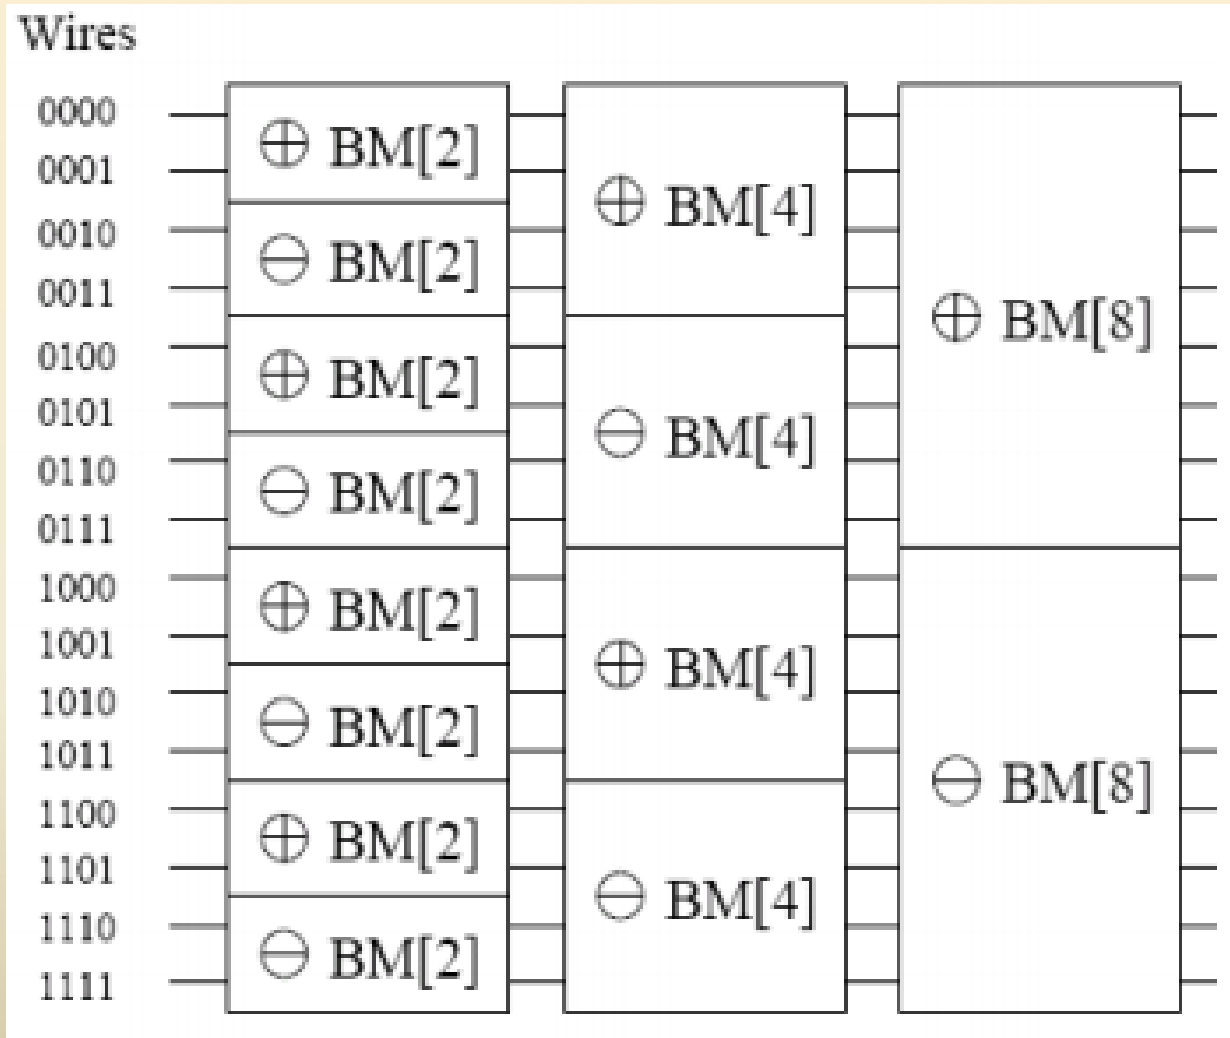 Wires
0000
0001
0010
0011
0100
0101
0110
0111
1000
1001
1010
1011
1100
1101
1110
1111
⊕ BM[2]
⊖ BM[2]
⊕ BM[2]
⊖ BM[2]
⊕ BM[2]
⊖ BM[2]
⊕ BM[2]
⊖ BM[2]
⊕ BM[4]
⊖ BM[4]
⊕ BM[4]
⊖ BM[4]
⊕ BM[8]
⊖ BM[8]